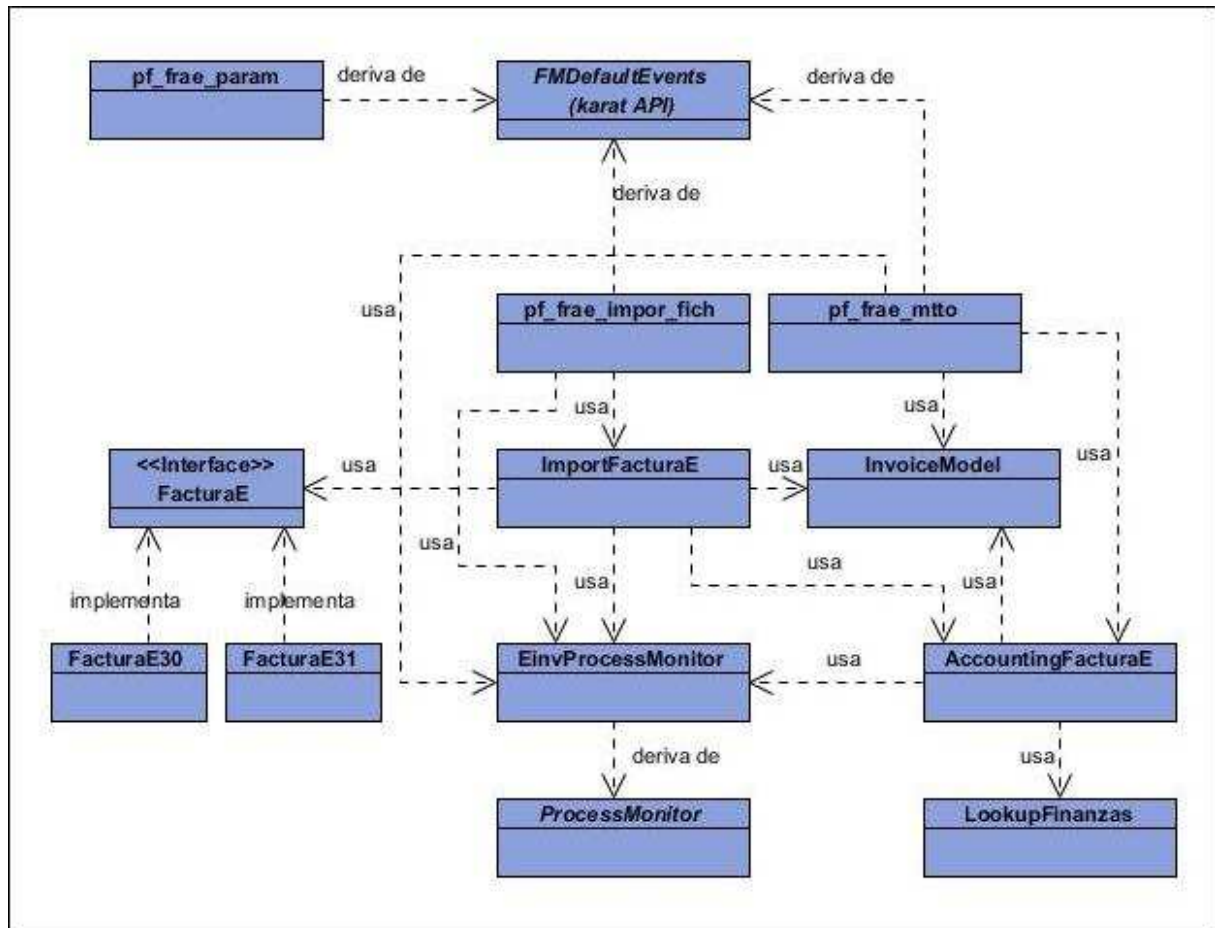 pf_frae_param
deriva de
FMDefaultEvents
(karat API)
deriva de
deriva de
usa
pf_frae_impor_fich
pf_frae_mtto
usa
usa
usa
<<Interface>>
FacturaE
usa
ImportFacturaE
usa
InvoiceModel
usa
usa
usa
usa
implementa
implementa
FacturaE30
FacturaE31
EinvProcessMonitor
usa
AccountingFacturaE
deriva de
usa
ProcessMonitor
LookupFinanzas